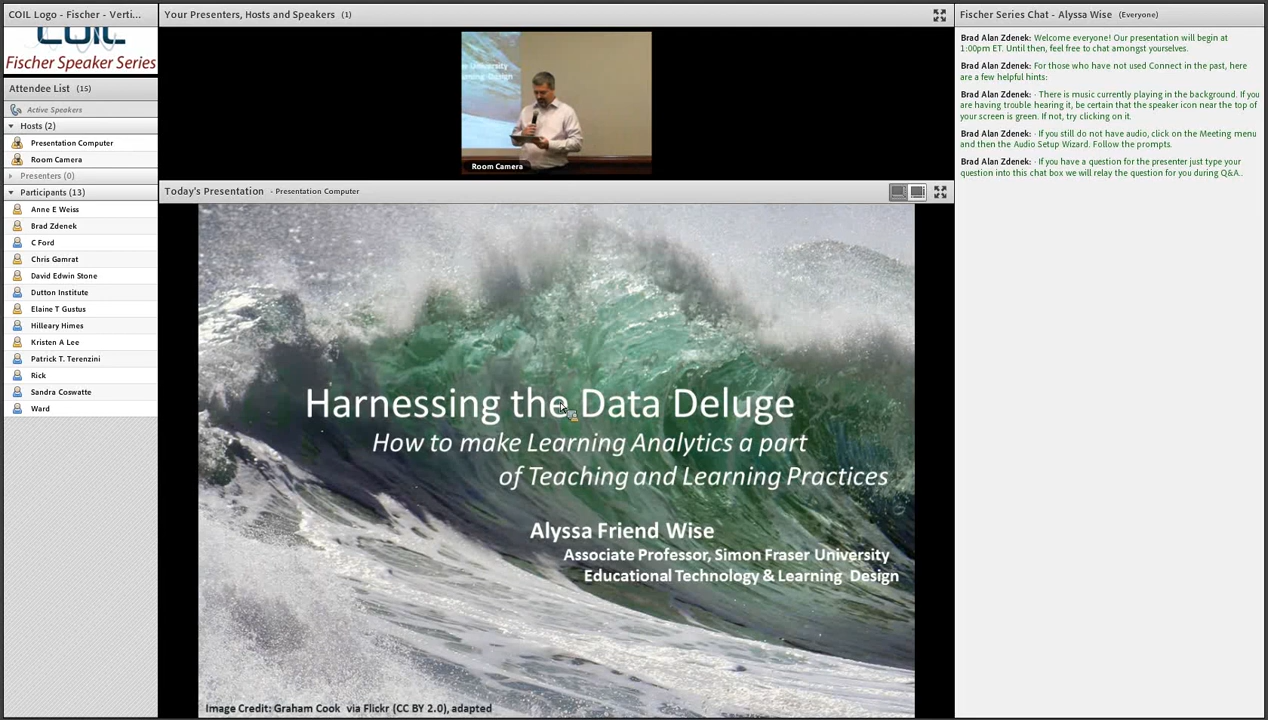 COIL Logo - Fischer - Verti...
COIL
Fischer Speaker Series
Attendee List (15)
Active Speakers
Hosts (2)
Presentation Computer
Room Camera
Presenters (0)
Participants (13)
Anne E Weiss
Brad Zdenek
C Ford
Chris Gamrat
David Edwin Stone
Dutton Institute
Elaine T Gustus
Hilleary Himes
Kristen A Lee
Patrick T. Terenzini
Rick
Sandra Coswatte
Ward
Your Presenters, Hosts and Speakers (1)
University
Design
Room Camera
Today's Presentation - Presentation Computer
Harnessing the Data Deluge
How to make Learning Analytics a part
of Teaching and Learning Practices
Alyssa Friend Wise
Associate Professor, Simon Fraser University
Educational Technology & Learning Design
Image Credit: Graham Cook via Flickr (CC BY 2.0), adapted
Fischer Series Chat - Alyssa Wise (Everyone)
Brad Alan Zdenek: Welcome everyone! Our presentation will begin at
1:00pm ET. Until then, feel free to chat amongst yourselves.
Brad Alan Zdenek: For those who have not used Connect in the past, here
are a few helpful hints:
Brad Alan Zdenek: · There is music currently playing in the background. If you
are having trouble hearing it, be certain that the speaker icon near the top of
your screen is green. If not, try clicking on it.
Brad Alan Zdenek: · If you still do not have audio, click on the Meeting menu
and then the Audio Setup Wizard. Follow the prompts.
Brad Alan Zdenek: · If you have a question for the presenter just type your
question into this chat box we will relay the question for you during Q&A..